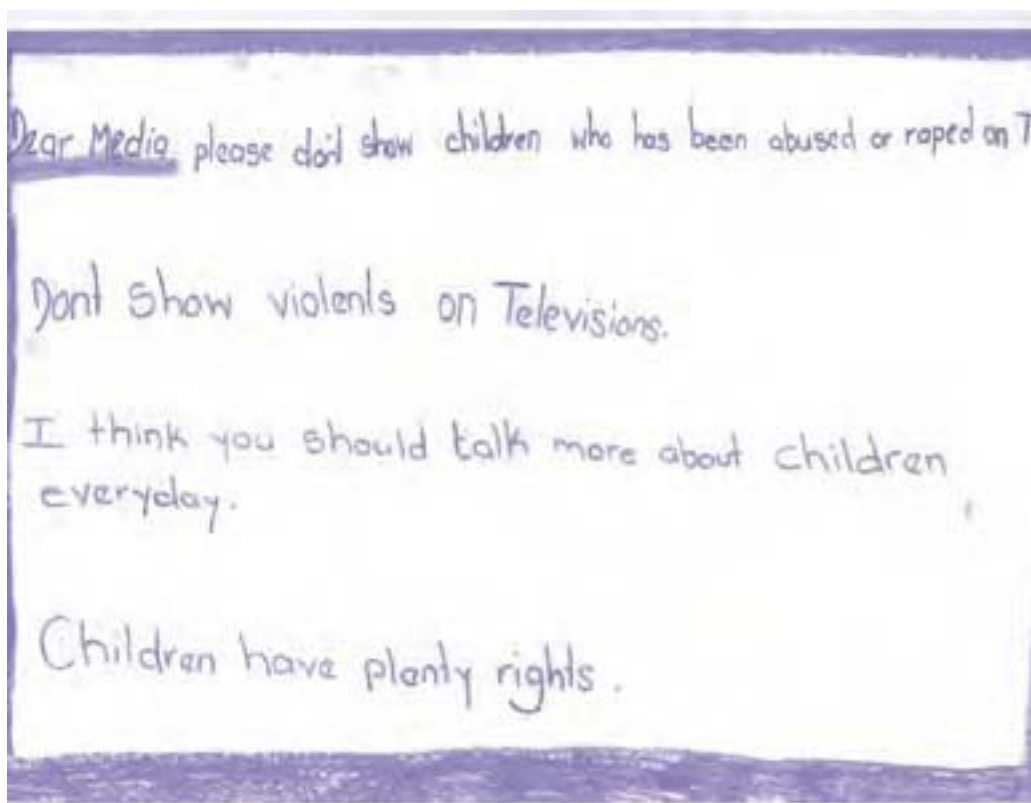 Dear Media please don't show children who has been abused or raped on T
Dont show violents on Televisions.
I think you should talk more about children
everyday.
Children have plenty rights.